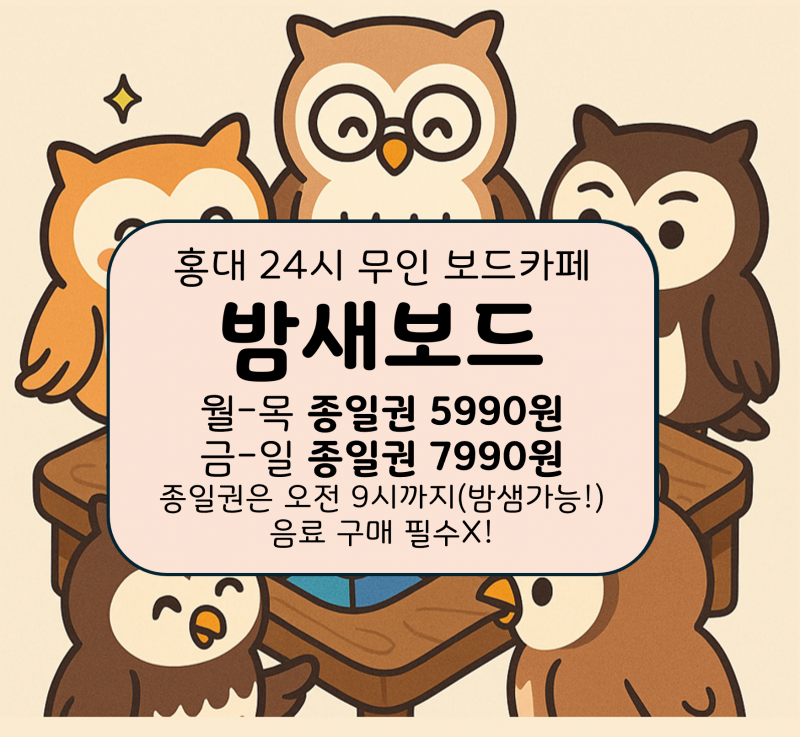 홍대 24시 무인 보드카페
밤새보드
월-목 종일권 5990원
금-일 종일권 7990원
종일권은 오전 9시까지(밤샘가능!)
음료 구매 필수X!